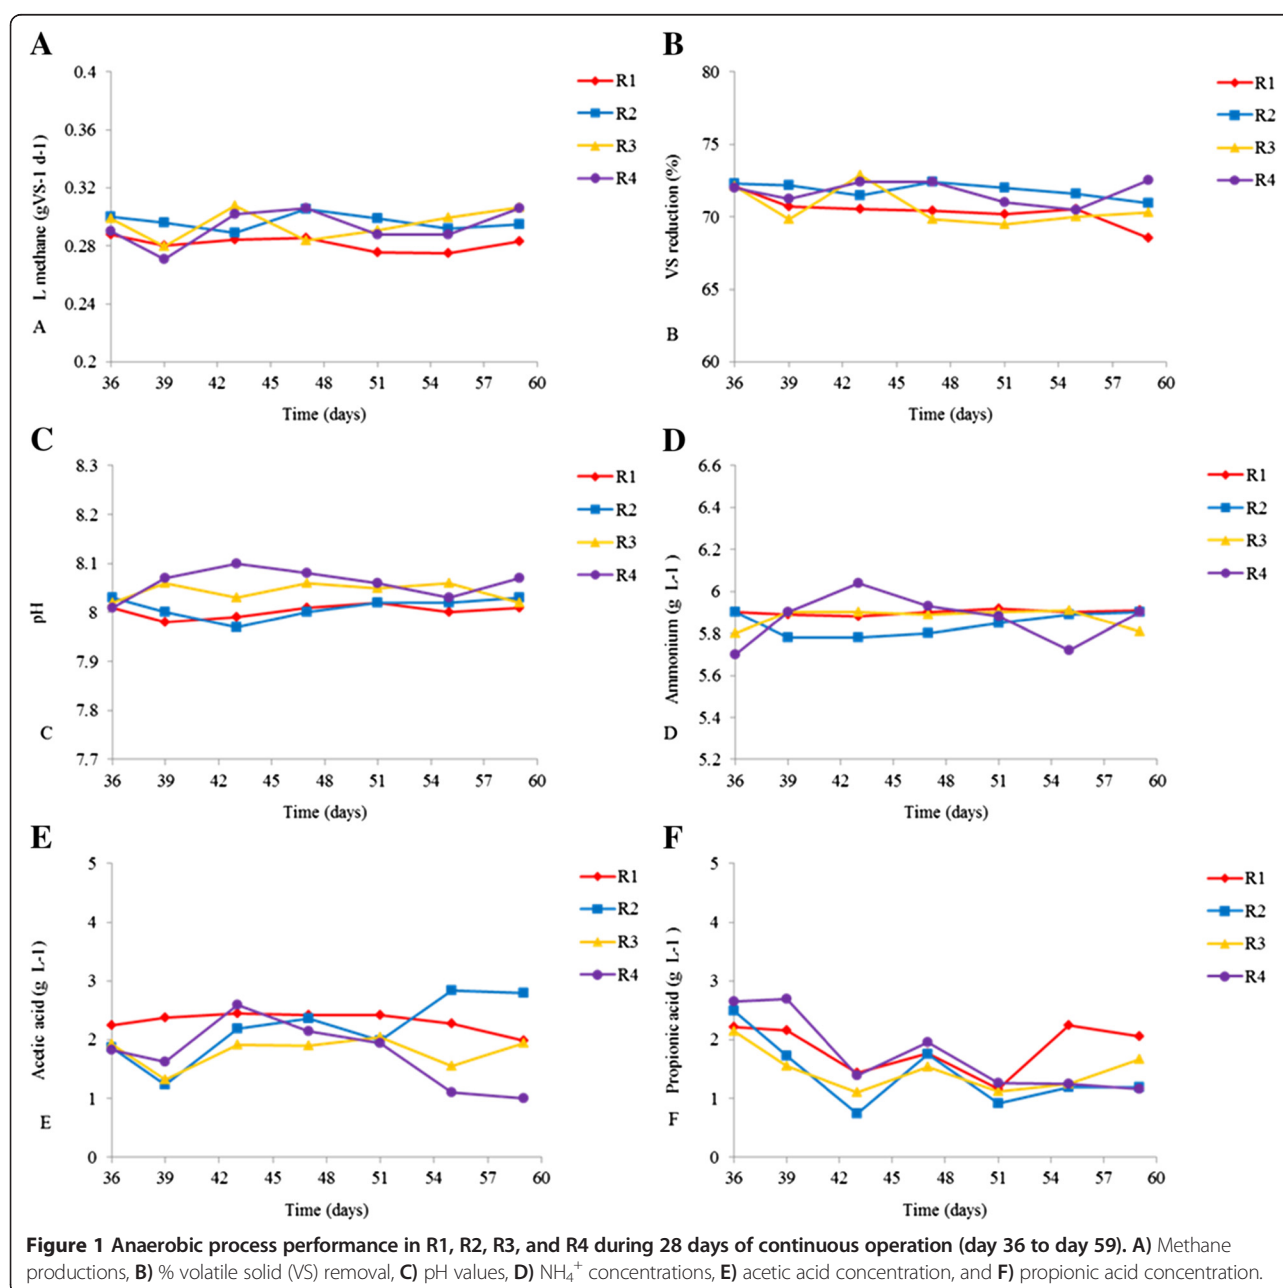 A
B
0.4
0.36
0.32
0.28
0.24
0.2
L methane (gVS-1 d-1)
A
36 39 42 45 48 51 54 57 60
Time (days)
R1
R2
R3
R4
80
75
70
65
60
VS reduction (%)
B
36 39 42 45 48 51 54 57 60
Time (days)
R1
R2
R3
R4
C
D
8.3
8.2
8.1
8
7.9
7.8
7.7
pH
C
36 39 42 45 48 51 54 57 60
Time (days)
R1
R2
R3
R4
6.6
6.4
6.2
6
5.8
5.6
5.4
5.2
Ammonium (g L-1 )
D
36 39 42 45 48 51 54 57 60
Time (days)
R1
R2
R3
R4
E
F
5
4
3
2
1
0
Acetic acid (g L-1)
E
36 39 42 45 48 51 54 57 60
Time (days)
R1
R2
R3
R4
5
4
3
2
1
0
Propionic acid (g L-1 )
F
36 39 42 45 48 51 54 57 60
Time (days)
R1
R2
R3
R4
Figure 1 Anaerobic process performance in R1, R2, R3, and R4 during 28 days of continuous operation (day 36 to day 59). A) Methane
productions, B) % volatile solid (VS) removal, C) pH values, D) NH₄⁺ concentrations, E) acetic acid concentration, and F) propionic acid concentration.